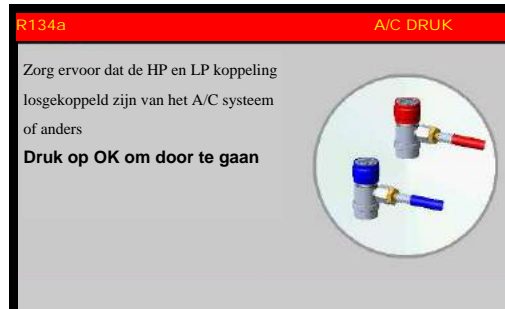 R134a A/C DRUK
Zorg ervoor dat de HP en LP koppeling
losgekoppeld zijn van het A/C systeem
of anders
Druk op OK om door te gaan